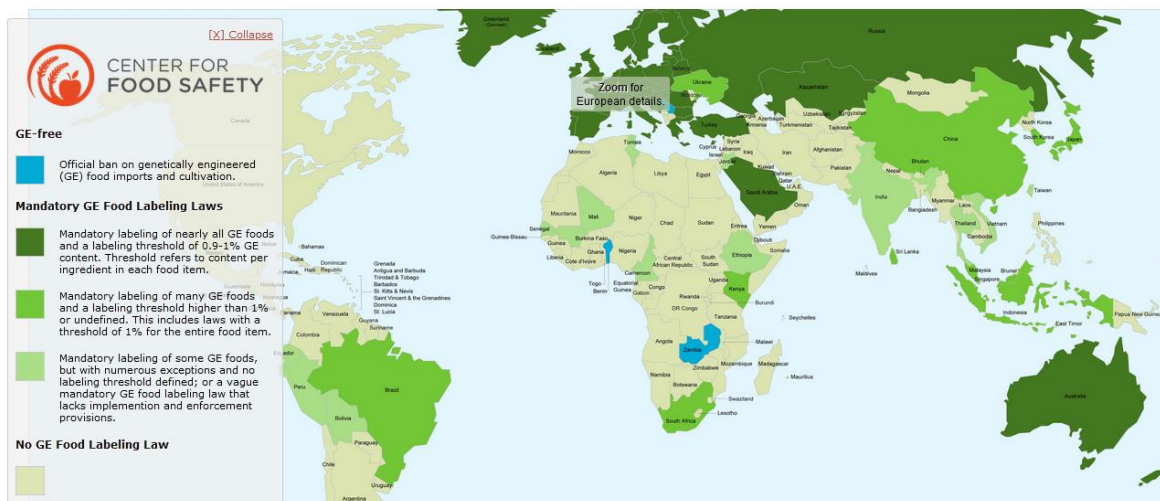 [X] Collapse
CENTER FOR
FOOD SAFETY
GE-free
Official ban on genetically engineered
(GE) food imports and cultivation.
Mandatory GE Food Labeling Laws
Mandatory labeling of nearly all GE foods
and a labeling threshold of 0.9-1% GE
content. Threshold refers to content per
ingredient in each food item.
Mandatory labeling of many GE foods
and a labeling threshold higher than 1%
or undefined. This includes laws with a
threshold of 1% for the entire food item.
Mandatory labeling of some GE foods,
but with numerous exceptions and no
labeling threshold defined; or a vague
mandatory GE food labeling law that
lacks implemention and enforcement
provisions.
No GE Food Labeling Law
Zoom for
European details.
Greenland
Russia
Canada
United States of America
Ukraine
Kazakhstan
Mongolia
Uzbekistan
Kyrgyzstan
Georgia
Azerbaijan
Armenia
Turkmenistan
Tajikistan
North Korea
South Korea
Japan
China
Turkey
Cyprus
Syria
Lebanon
Israel
Iraq
Iran
Afghanistan
Jordan
Kuwait
Bahrain
Qatar
U.A.E.
Pakistan
Nepal
Bhutan
Tunisia
Morocco
Algeria
Libya
Egypt
Saudi Arabia
Oman
Yemen
India
Bangladesh
Myanmar
Laos
Taiwan
Thailand
Vietnam
Cambodia
Philippines
Mauritania
Mali
Niger
Chad
Sudan
Eritrea
Djibouti
Senegal
Guinea-Bissau
Guinea
Burkina Faso
Liberia
Cote d'Ivoire
Ghana
Nigeria
Togo
Benin
Cameroon
Equatorial
Guinea
Gabon
Congo
Central
African Republic
South
Sudan
Ethiopia
Somalia
Uganda
Kenya
Rwanda
Burundi
DR Congo
Tanzania
Seychelles
Maldives
Sri Lanka
Malaysia
Singapore
Brunei
Indonesia
East Timor
Papua New Guinea
Angola
Zambia
Malawi
Mozambique
Zimbabwe
Madagascar
Mauritius
Namibia
Botswana
Swaziland
Lesotho
South Africa
Australia
Bahamas
Cuba
Jamaica
Haiti
Dominican
Republic
Grenada
Antigua and Barbuda
Trinidad & Tobago
Barbados
St. Kitts & Nevis
Saint Vincent & the Grenadines
Dominica
St. Lucia
Venezuela
Guyana
Suriname
Colombia
Ecuador
Peru
Brazil
Bolivia
Paraguay
Chile
Uruguay
Argentina